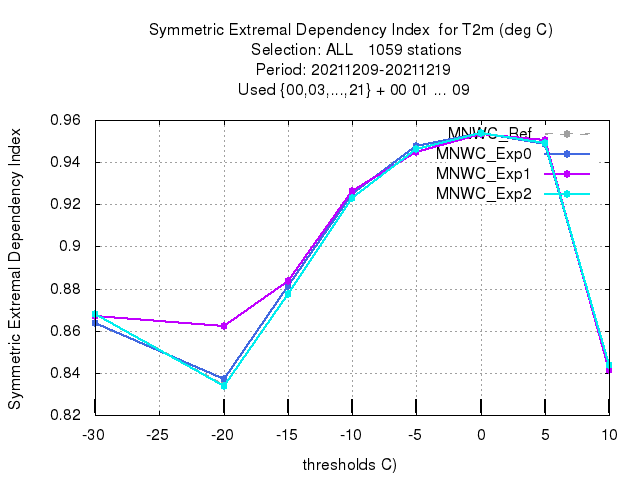 Symmetric Extremal Dependency Index  for T2m (deg C)
Selection: ALL   1059 stations
Period: 20211209-20211219
Used {00,03,...,21} + 00 01 ... 09
Symmetric Extremal Dependency Index
0.96
0.94
0.92
0.9
0.88
0.86
0.84
0.82
MNWC_Ref
MNWC_Exp0
MNWC_Exp1
MNWC_Exp2
-30 -25 -20 -15 -10 -5 0 5 10
thresholds C)